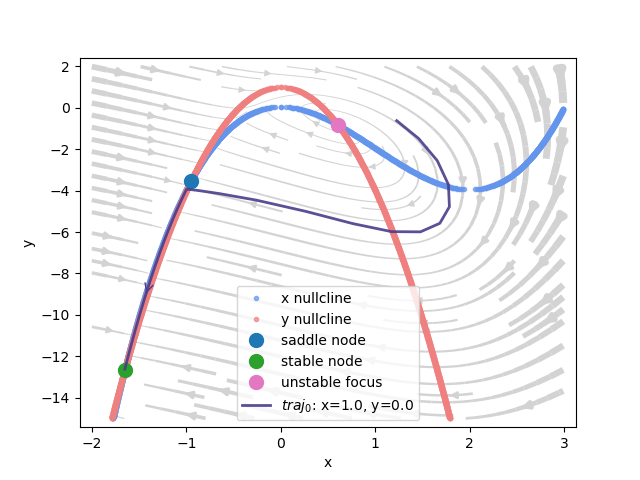 2
0
−2
−4
−6
−8
−10
−12
−14
y
−2
−1
0
1
2
3
x
x nullcline
y nullcline
saddle node
stable node
unstable focus
traj₀: x=1.0, y=0.0